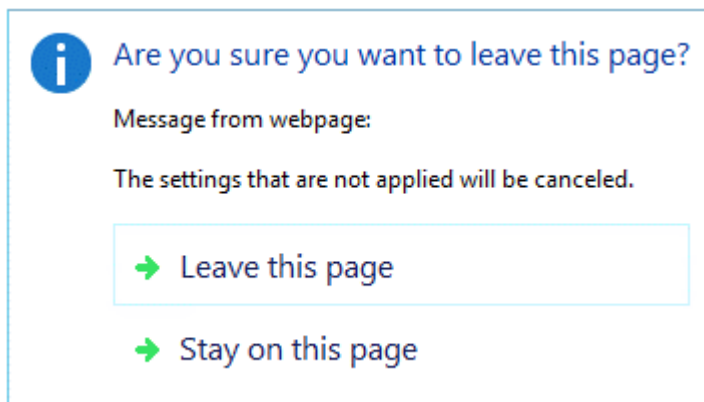 Are you sure you want to leave this page?
Message from webpage:
The settings that are not applied will be canceled.
Leave this page
Stay on this page